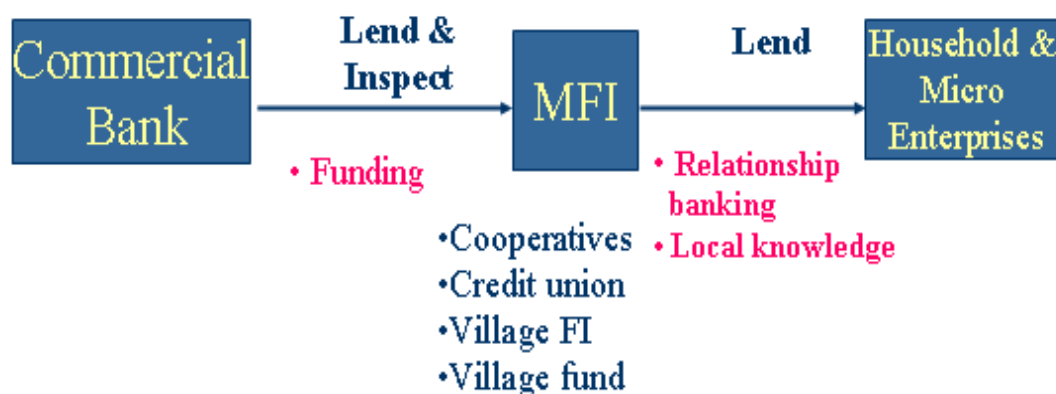 Commercial
Bank
Lend &
Inspect
• Funding
MFI
•Cooperatives
•Credit union
•Village FI
•Village fund
Lend
• Relationship
banking
• Local knowledge
Household &
Micro
Enterprises